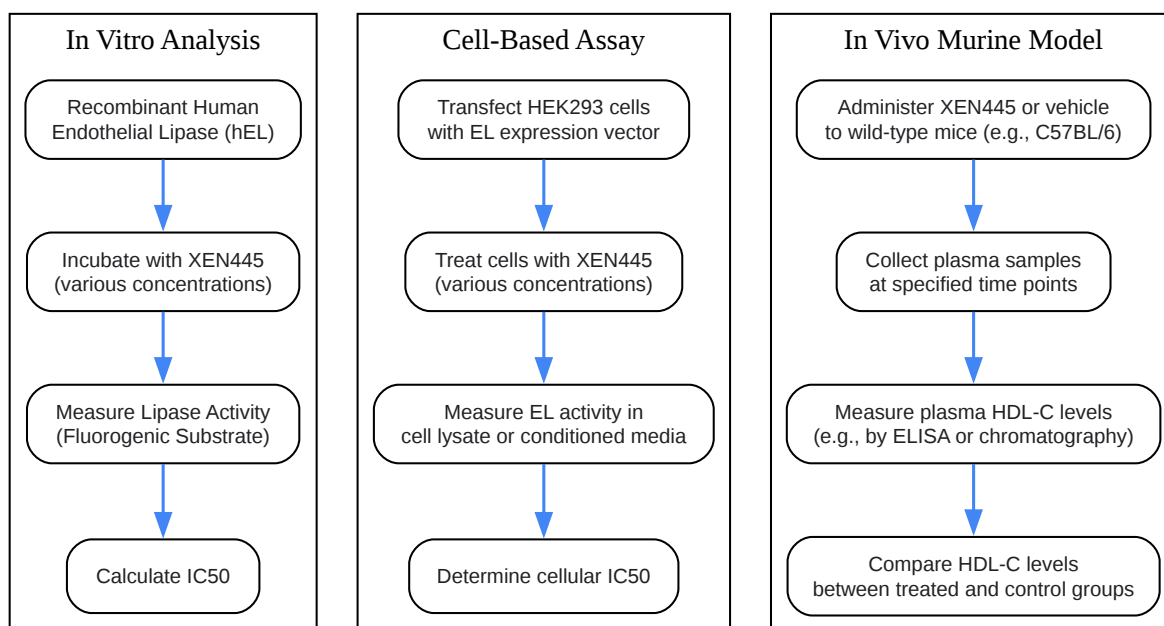 In Vitro Analysis
Recombinant Human
Endothelial Lipase (hEL)
Incubate with XEN445
(various concentrations)
Measure Lipase Activity
(Fluorogenic Substrate)
Calculate IC50
Cell-Based Assay
Transfect HEK293 cells
with EL expression vector
Treat cells with XEN445
(various concentrations)
Measure EL activity in
cell lysate or conditioned media
Determine cellular IC50
In Vivo Murine Model
Administer XEN445 or vehicle
to wild-type mice (e.g., C57BL/6)
Collect plasma samples
at specified time points
Measure plasma HDL-C levels
(e.g., by ELISA or chromatography)
Compare HDL-C levels
between treated and control groups